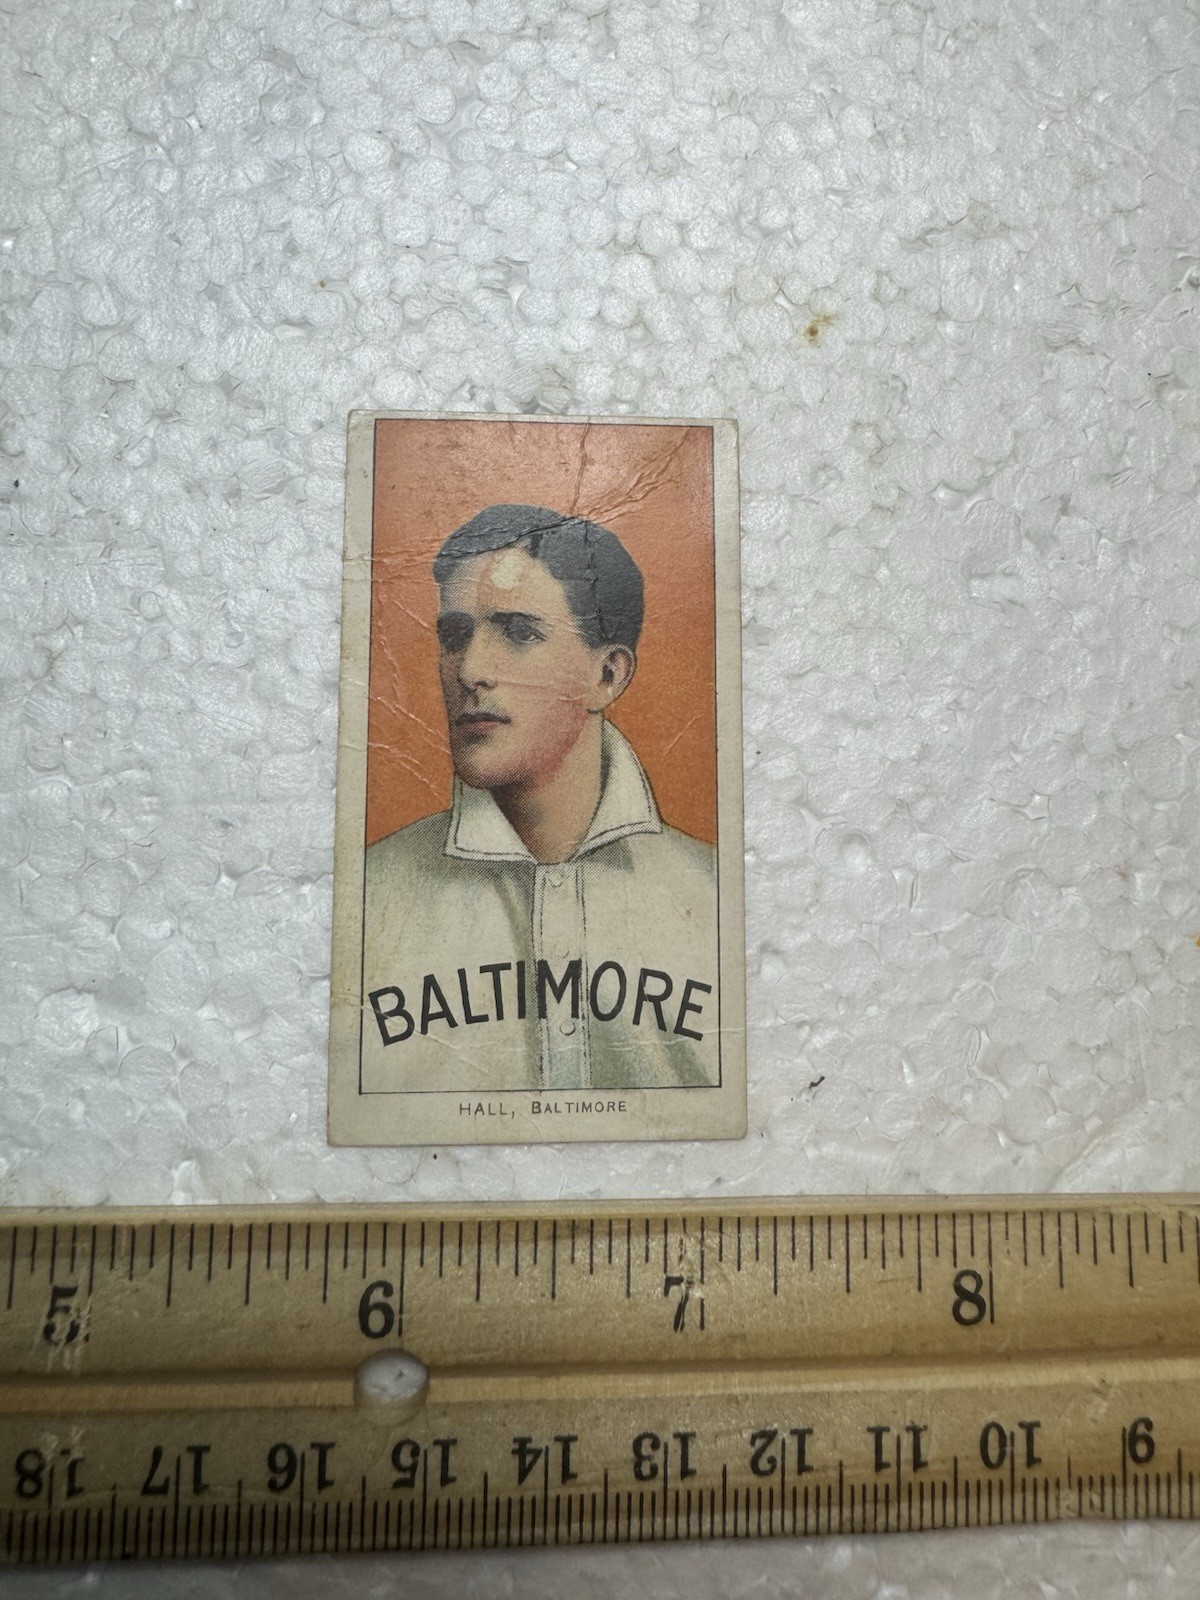 BALTIMORE
HALL, BALTIMORE
5 6 7 8
18 17 16 15 14 13 12 11 10 9